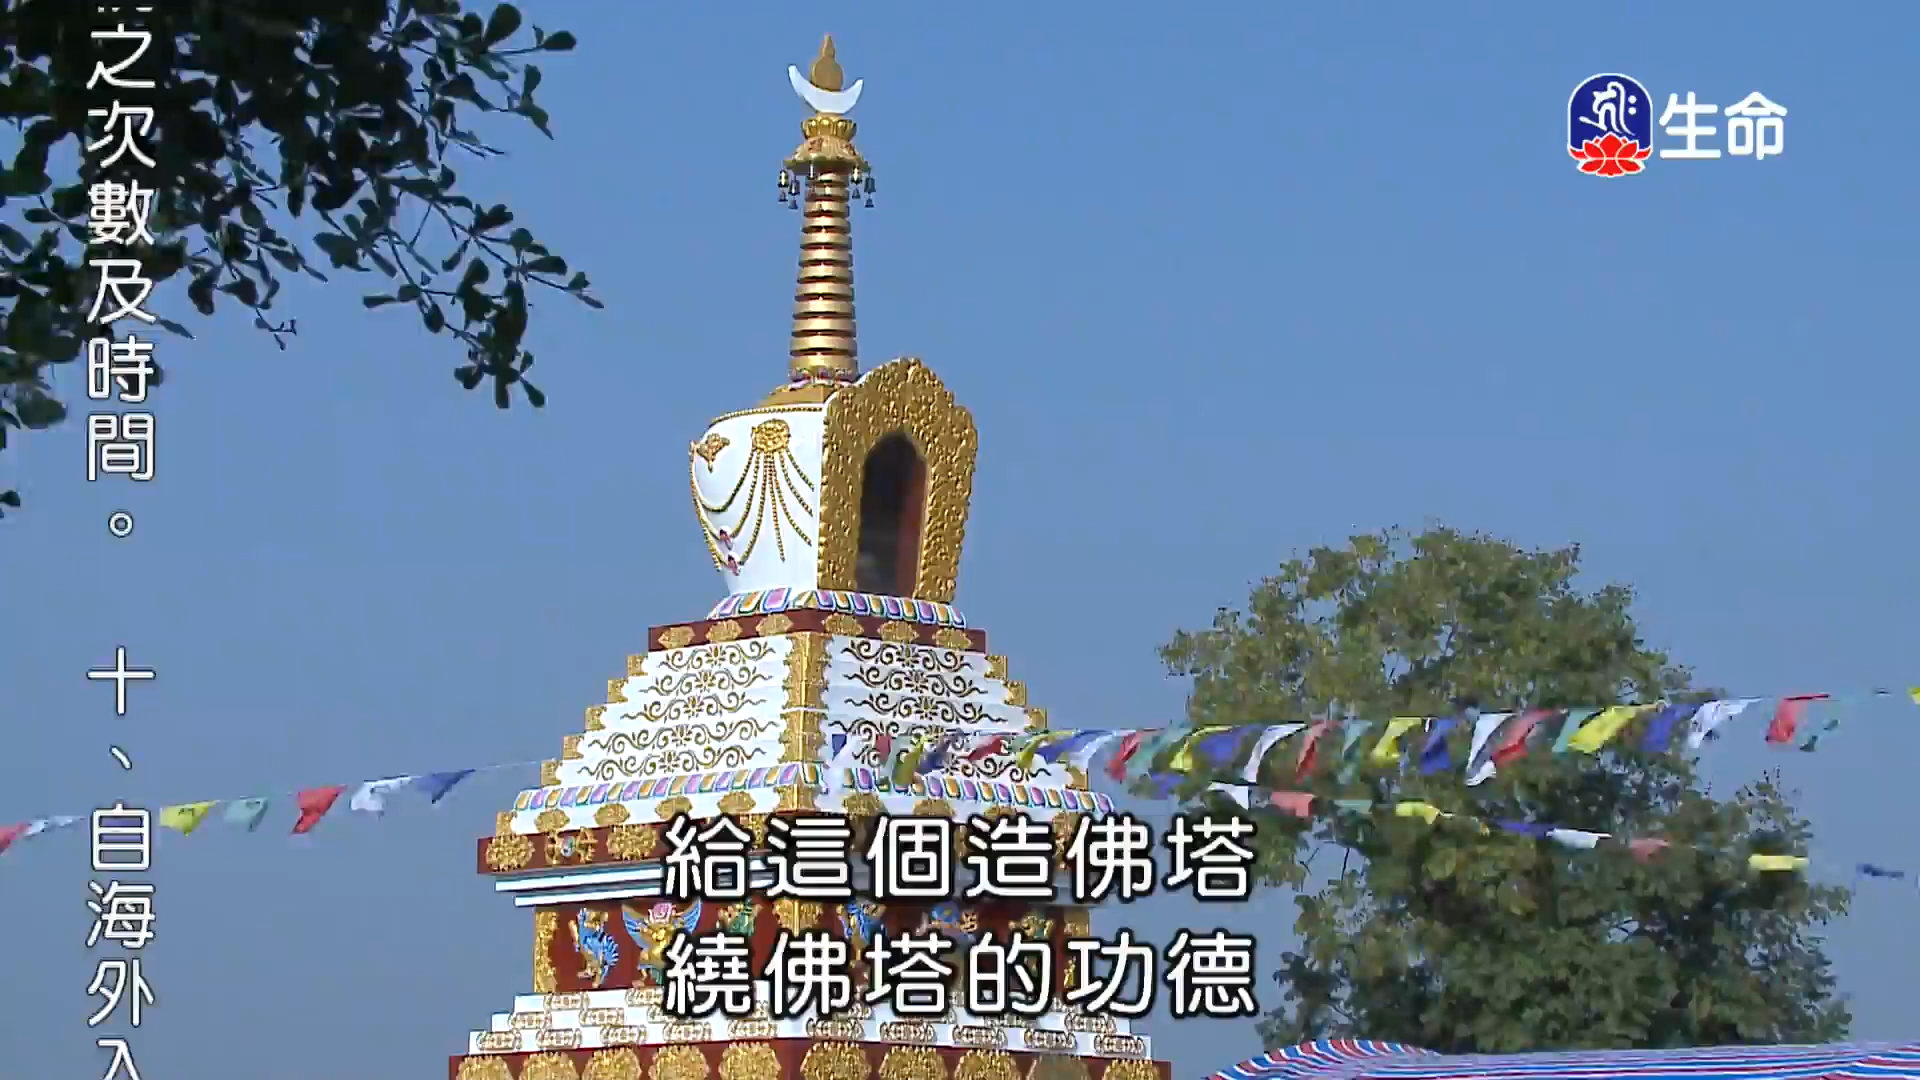 之次數及時間。 十、自海外入
生命
給這個造佛塔
繞佛塔的功德